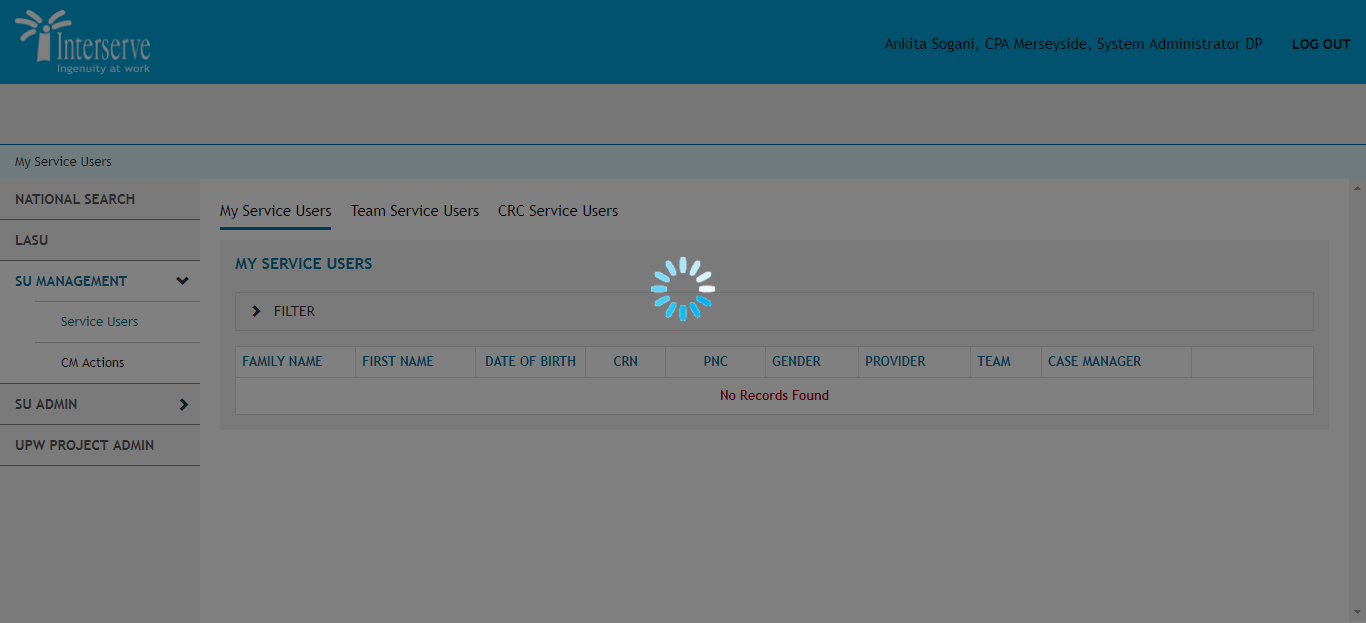 Interserve
Ingenuity at work
Ankita Sogani, CPA Merseyside, System Administrator DP
LOG OUT
My Service Users
NATIONAL SEARCH
LASU
SU MANAGEMENT
Service Users
CM Actions
SU ADMIN
UPW PROJECT ADMIN
My Service Users Team Service Users CRC Service Users
MY SERVICE USERS
FILTER
FAMILY NAME FIRST NAME DATE OF BIRTH CRN PNC GENDER PROVIDER TEAM CASE MANAGER
No Records Found